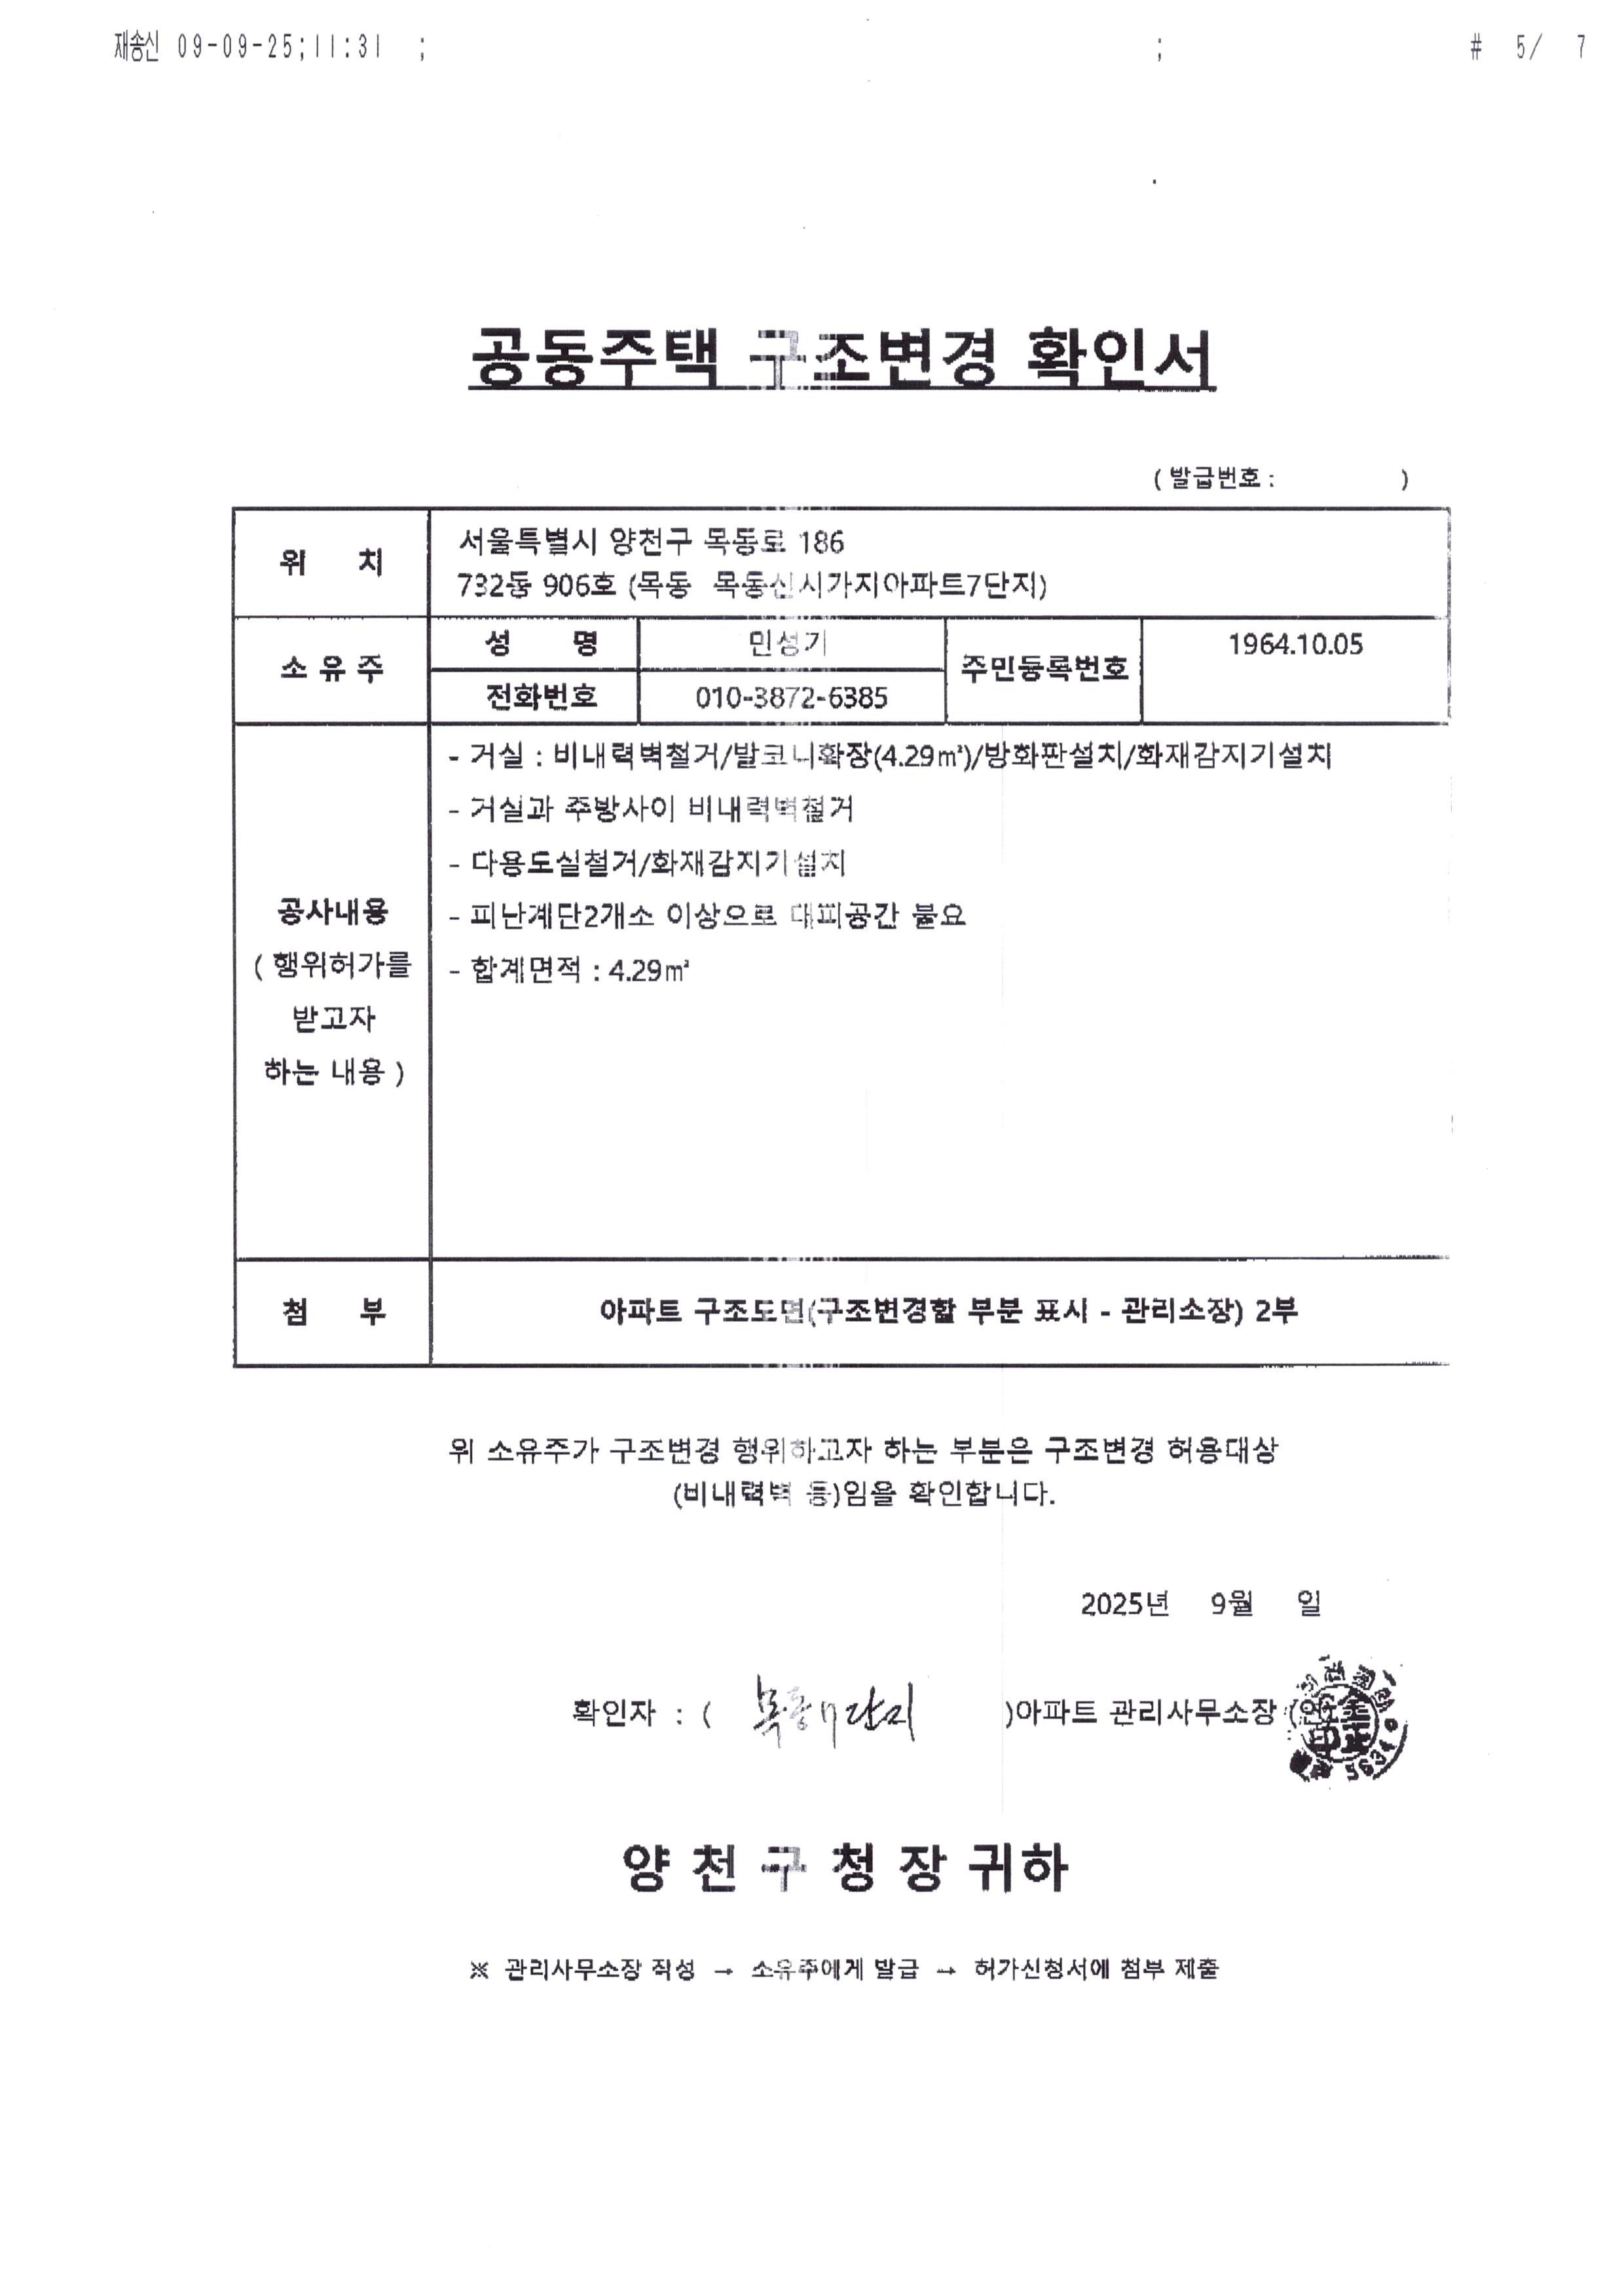 재송신 09-09-25;11:31 ; ; # 5/ 7
공동주택 구조변경 확인서
( 발급번호 : )
위 치
서울특별시 양천구 목동로 186
732동 906호 (목동 목동신시가지아파트7단지)
소 유 주
성 명
민성기
주민등록번호
1964.10.05
전화번호
010-3872-6385
공사내용
( 행위허가를
받고자
하는 내용 )
- 거실 : 비내력벽철거/발코니확장(4.29㎡)/방화판설치/화재감지기설치
- 거실과 주방사이 비내력벽철거
- 다용도실철거/화재감지기설치
- 피난계단2개소 이상으로 대피공간 불요
- 합계면적 : 4.29㎡
첨 부
아파트 구조도면(구조변경할 부분 표시 - 관리소장) 2부
위 소유주가 구조변경 행위하고자 하는 부분은 구조변경 허용대상
(비내력벽 등)임을 확인합니다.
2025년 9월 일
확인자 : ( 목동7단지 )아파트 관리사무소장 (인)
양 천 구 청 장 귀하
※ 관리사무소장 작성 → 소유주에게 발급 → 허가신청서에 첨부 제출